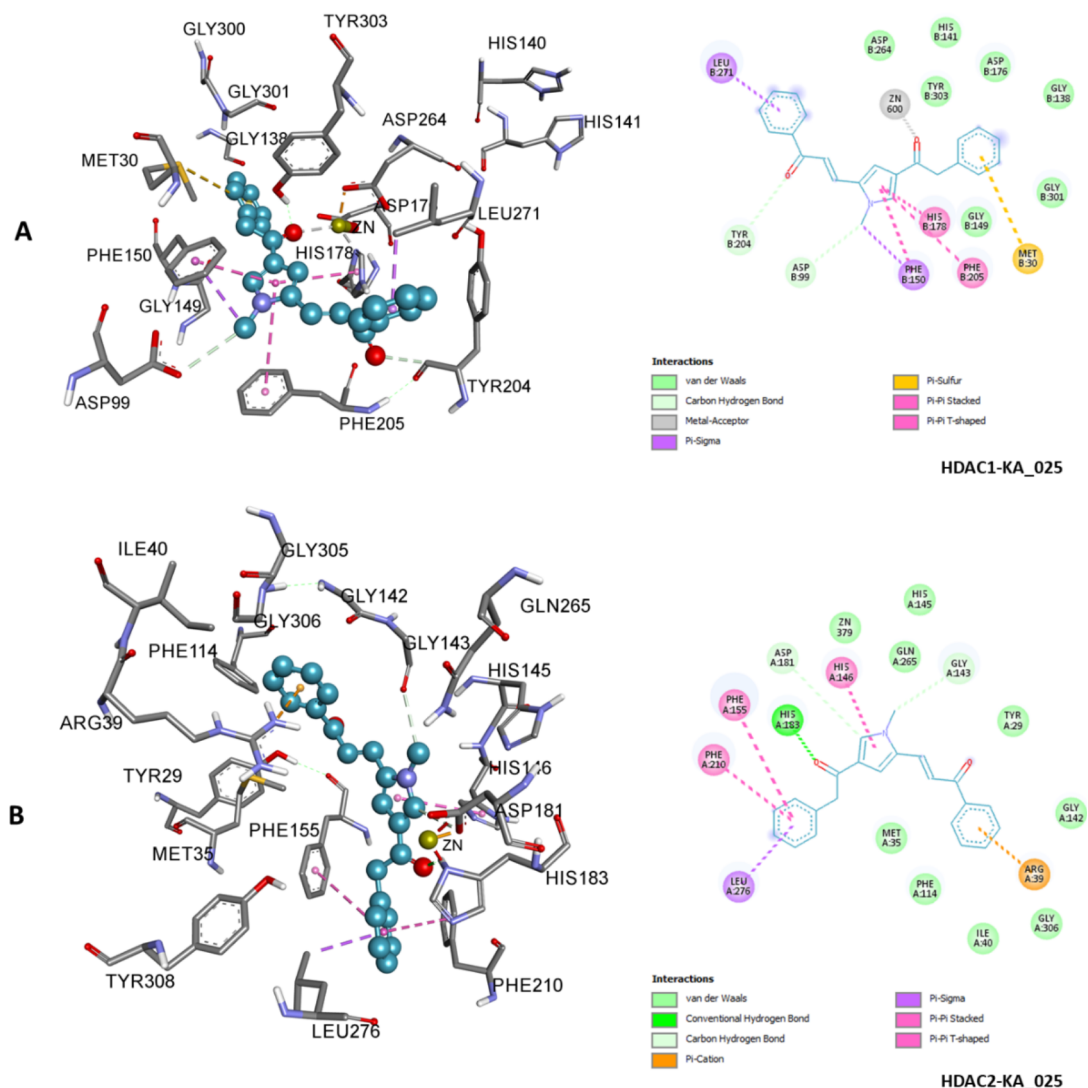 GLY300
TYR303
HIS140
GLY301
GLY138
ASP264
HIS141
MET30
A
ASP17
LEU271
ZN
PHE150
HIS178
GLY149
ASP99
TYR204
PHE205
LEU
B:271
ASP
B:264
HIS
B:141
ASP
B:176
TYR
B:303
GLY
B:138
ZN
600
GLY
B:301
TYR
B:204
HIS
B:178
GLY
B:149
ASP
B:99
PHE
B:150
PHE
B:205
MET
B:30
O
O
N
Interactions
van der Waals
Carbon Hydrogen Bond
Metal-Acceptor
Pi-Sigma
Pi-Sulfur
Pi-Pi Stacked
Pi-Pi T-shaped
HDAC1-KA_025
ILE40
GLY305
GLY142
GLN265
GLY306
PHE114
GLY143
HIS145
ARG39
TYR29
HIS146
B
PHE155
ASP181
MET35
ZN
HIS183
TYR308
PHE210
LEU276
HIS
A:145
ZN
379
ASP
A:181
GLN
A:265
HIS
A:146
GLY
A:143
PHE
A:155
HIS
A:183
TYR
A:29
PHE
A:210
GLY
A:142
MET
A:35
LEU
A:276
PHE
A:114
ARG
A:39
ILE
A:40
GLY
A:306
N
O
O
Interactions
van der Waals
Conventional Hydrogen Bond
Carbon Hydrogen Bond
Pi-Cation
Pi-Sigma
Pi-Pi Stacked
Pi-Pi T-shaped
HDAC2-KA_025